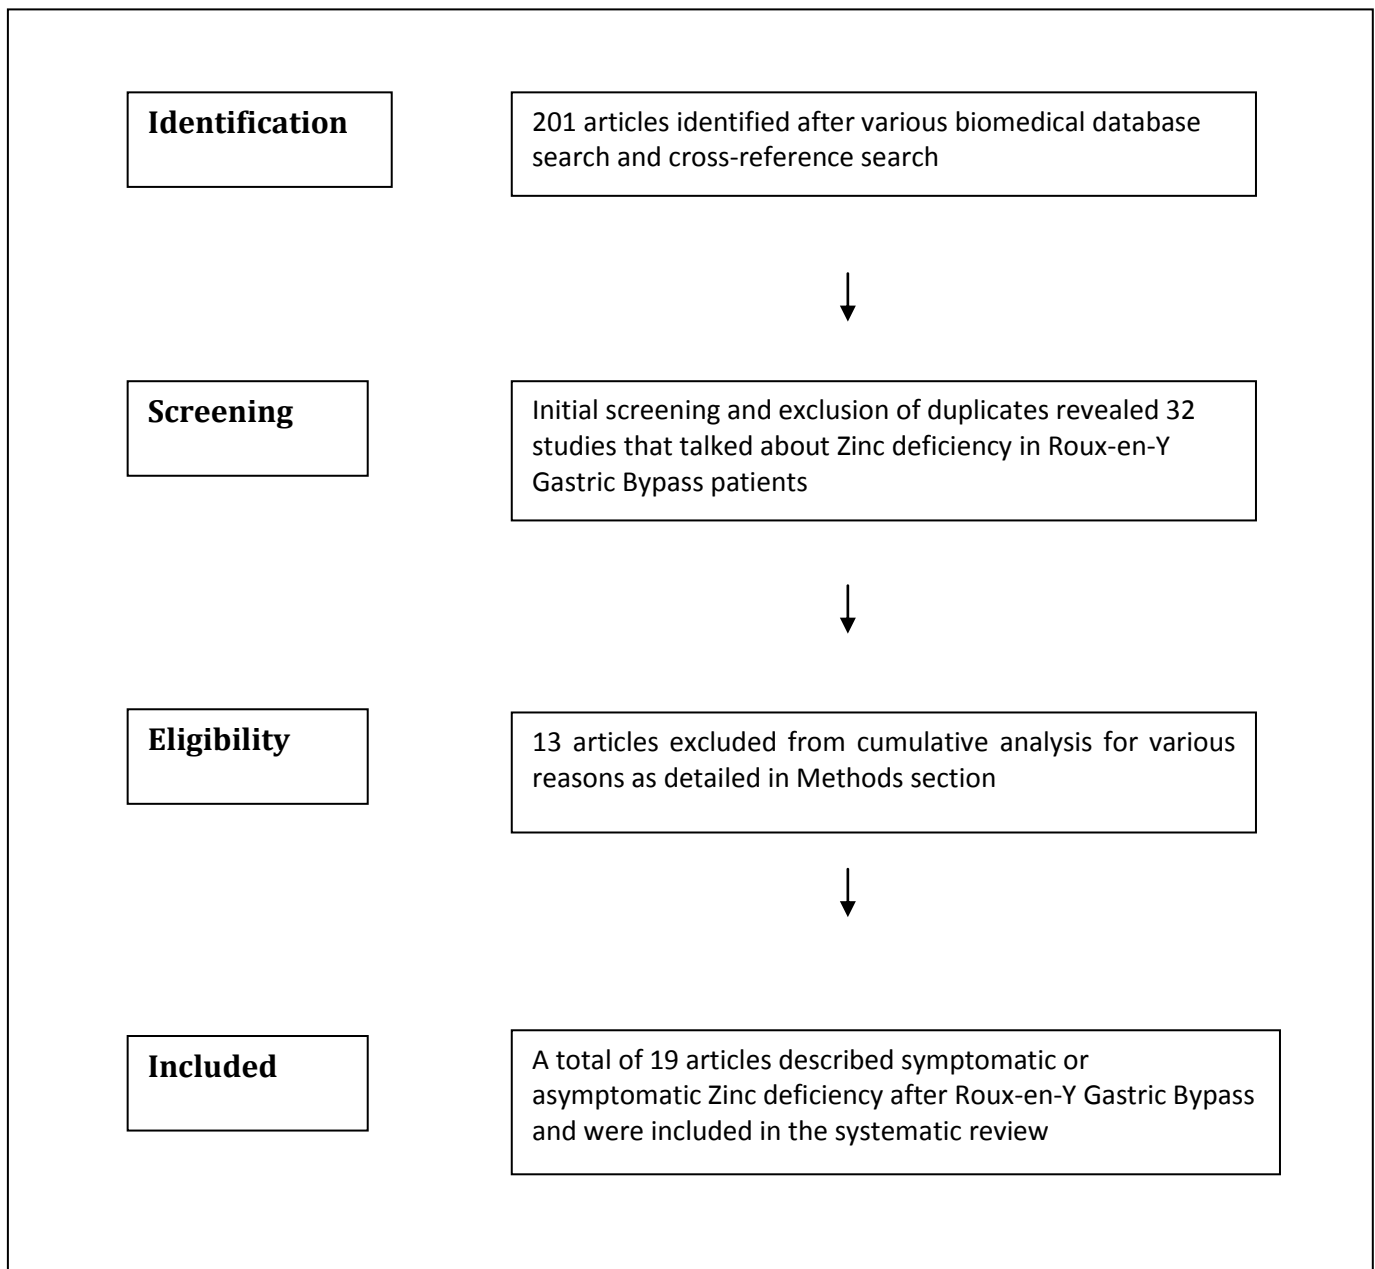 Identification
201 articles identified after various biomedical database
search and cross-reference search
Screening
Initial screening and exclusion of duplicates revealed 32
studies that talked about Zinc deficiency in Roux-en-Y
Gastric Bypass patients
Eligibility
13 articles excluded from cumulative analysis for various
reasons as detailed in Methods section
Included
A total of 19 articles described symptomatic or
asymptomatic Zinc deficiency after Roux-en-Y Gastric Bypass
and were included in the systematic review